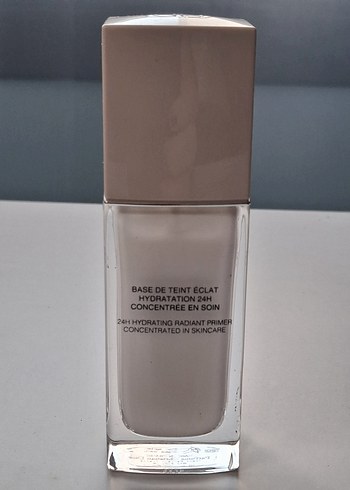 BASE DE TEINT ÉCLAT
HYDRATATION 24H
CONCENTRÉE EN SOIN
24H HYDRATING RADIANT PRIMER
CONCENTRATED IN SKINCARE